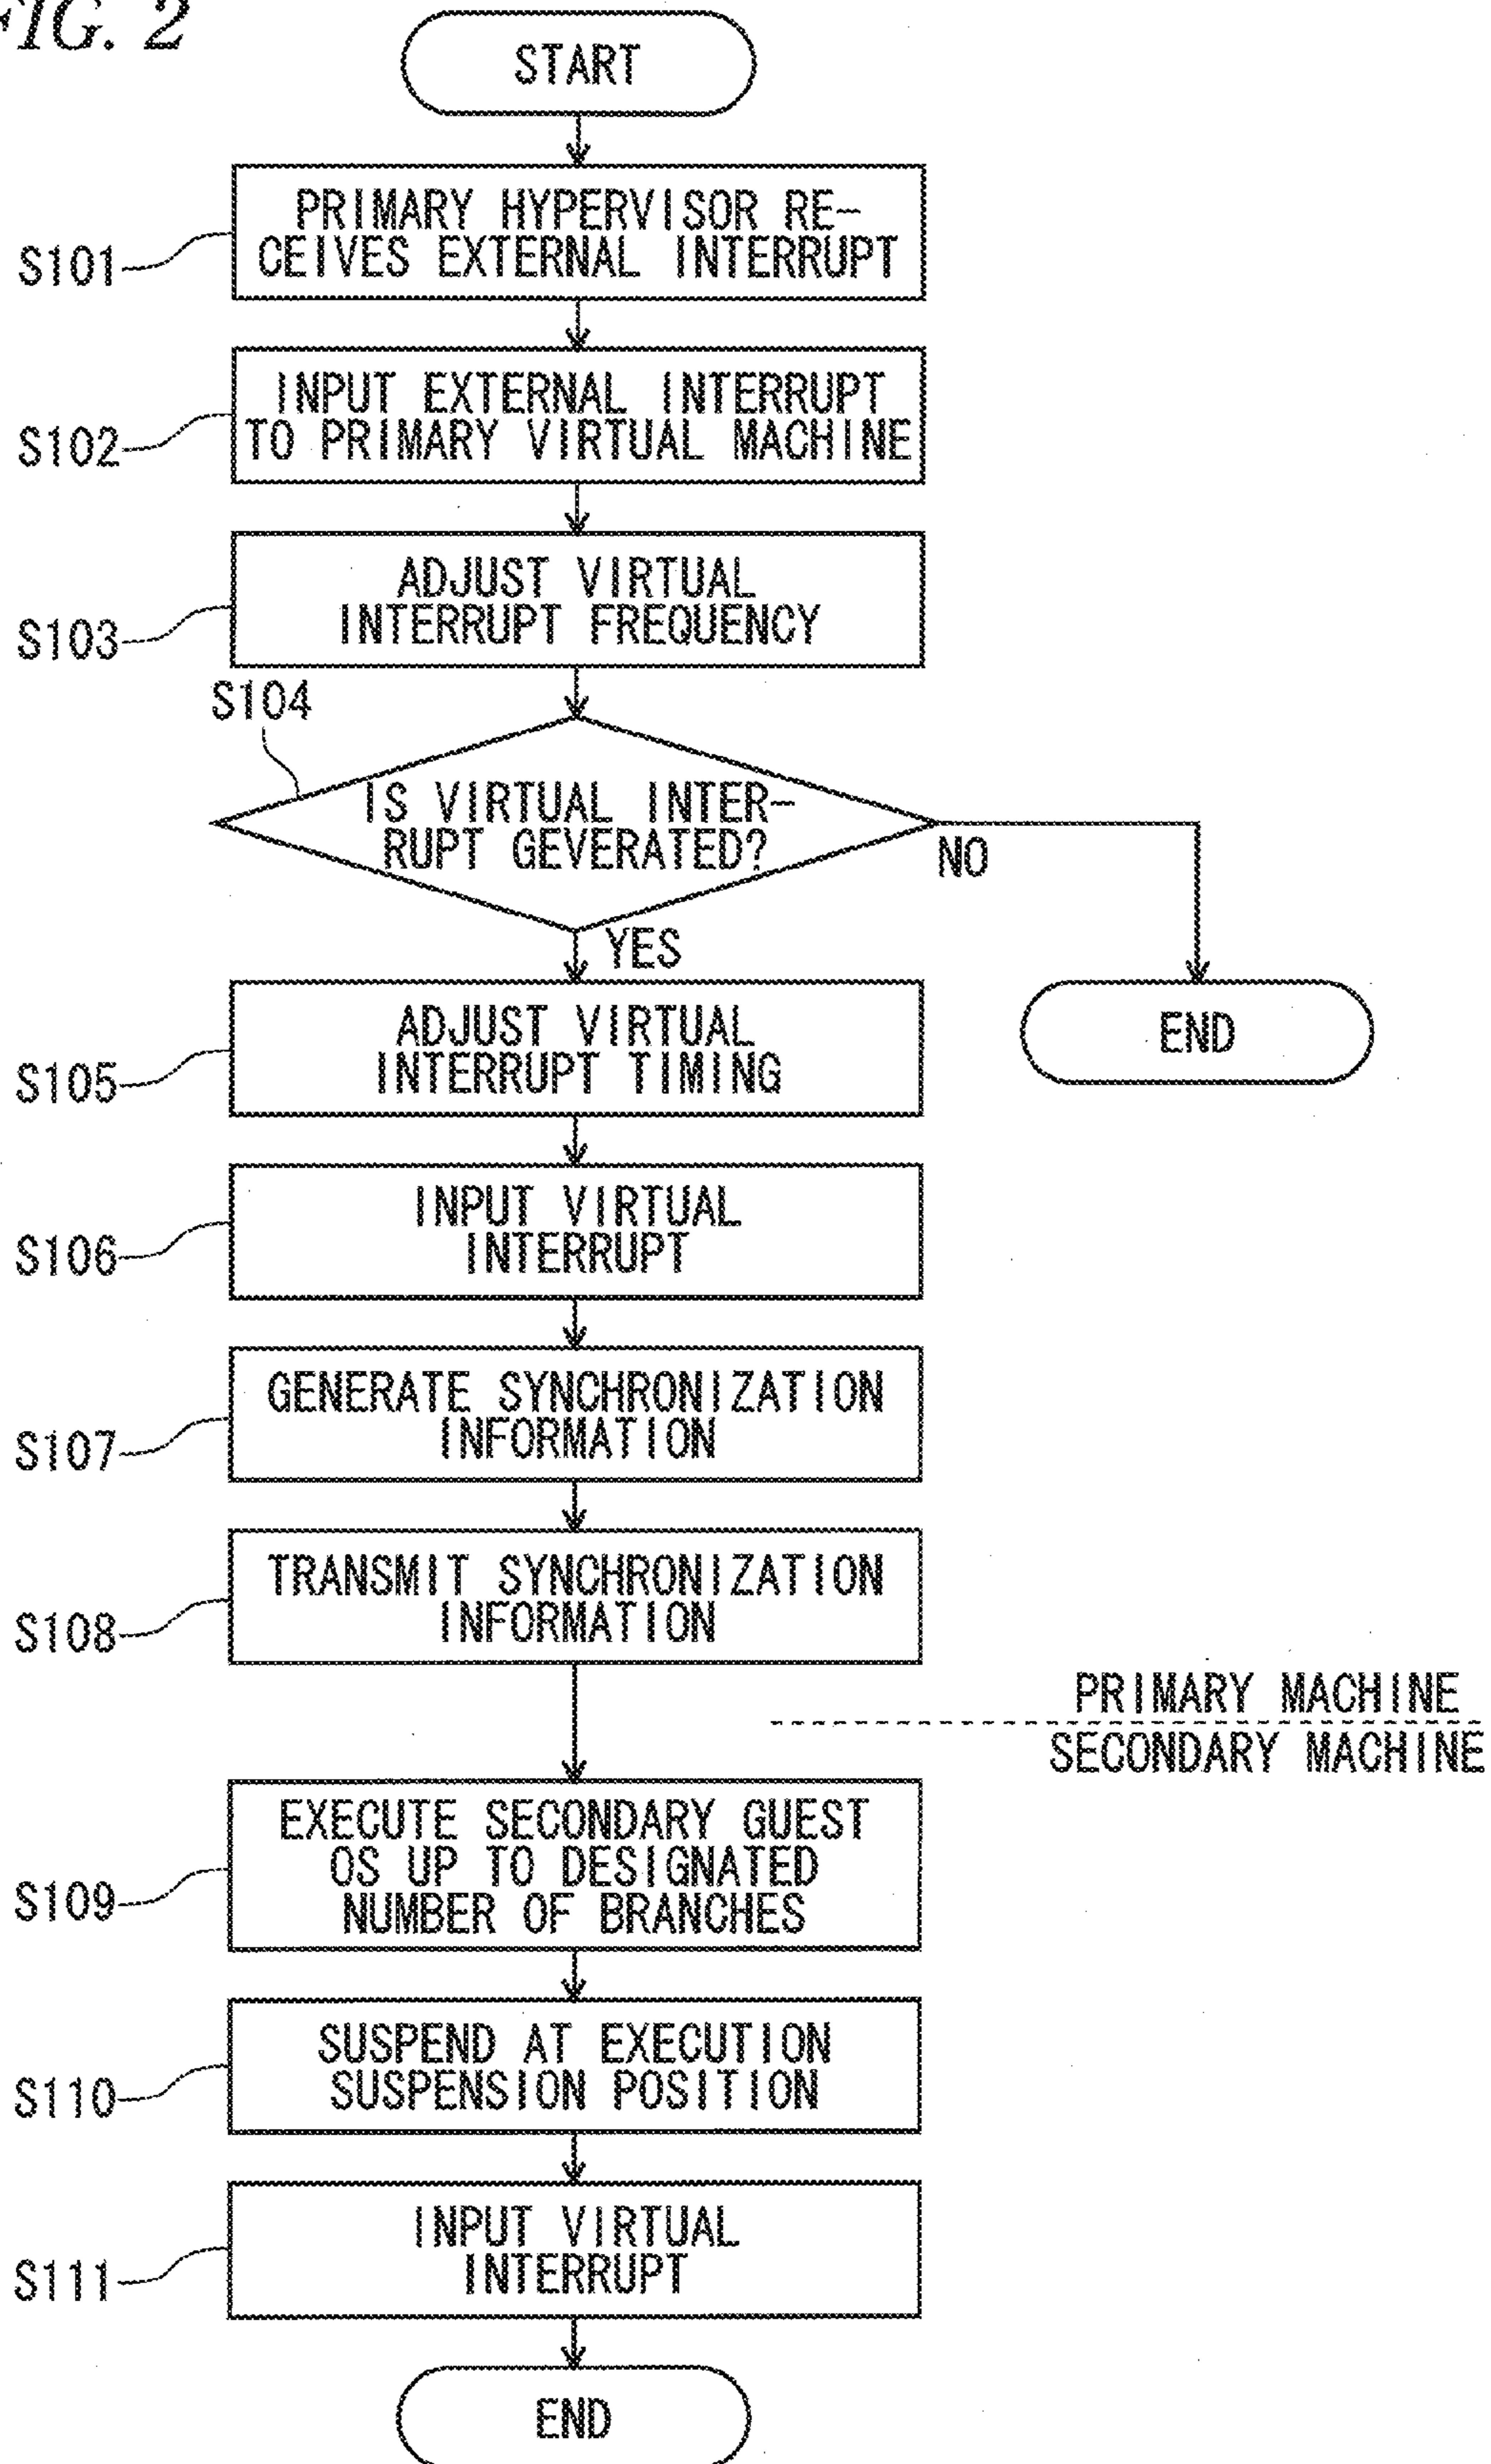 FIG. 2
START
S101
PRIMARY HYPERVISOR RE-
CEIVES EXTERNAL INTERRUPT
S102
INPUT EXTERNAL INTERRUPT
TO PRIMARY VIRTUAL MACHINE
S103
ADJUST VIRTUAL
INTERRUPT FREQUENCY
S104
IS VIRTUAL INTER-
RUPT GEVERATED?
NO
YES
END
S105
ADJUST VIRTUAL
INTERRUPT TIMING
S106
INPUT VIRTUAL
INTERRUPT
S107
GENERATE SYNCHRONIZATION
INFORMATION
S108
TRANSMIT SYNCHRONIZATION
INFORMATION
PRIMARY MACHINE
SECONDARY MACHINE
S109
EXECUTE SECONDARY GUEST
OS UP TO DESIGNATED
NUMBER OF BRANCHES
S110
SUSPEND AT EXECUTION
SUSPENSION POSITION
S111
INPUT VIRTUAL
INTERRUPT
END